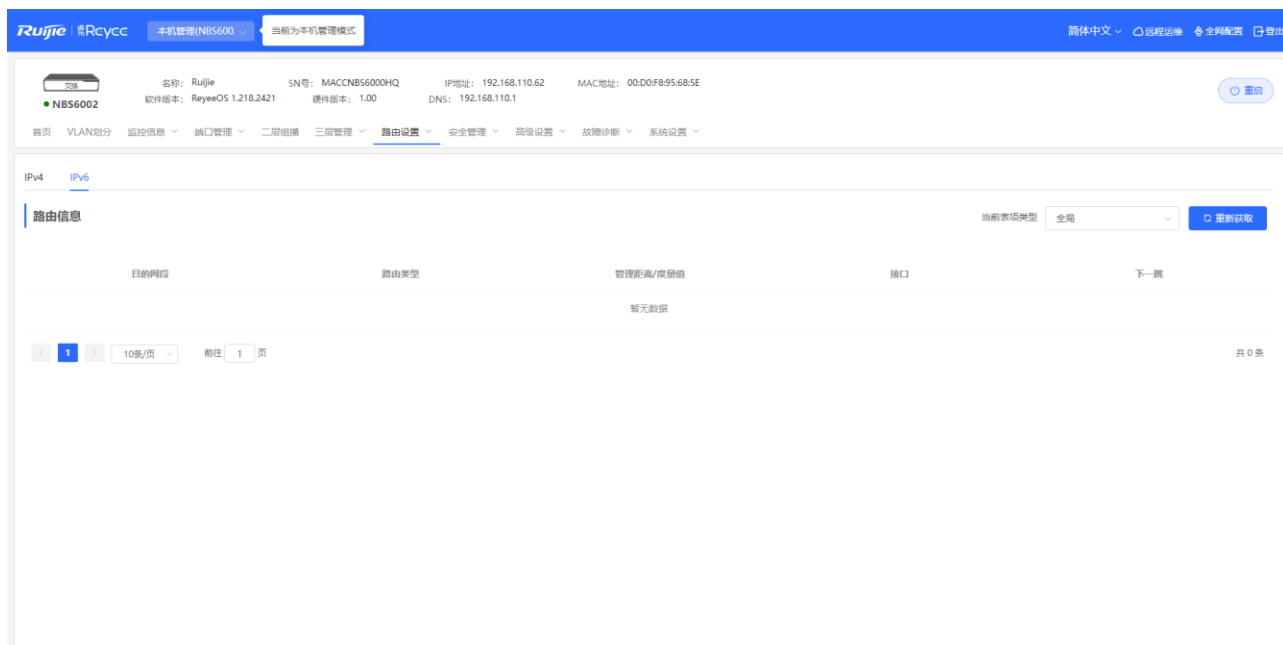 Ruijie | 睿易Rcycc 本机管理(NBS600. 当前为本机管理模式 简体中文 远程运维 全网配置 登出
交换
NBS6002
名称: Ruijie SN号: MACCNBS6000HQ IP地址: 192.168.110.62 MAC地址: 00:D0:F8:95:68:5E
软件版本: ReyeeOS 1.218.2421 硬件版本: 1.00 DNS: 192.168.110.1
重启
首页 VLAN划分 监控信息 端口管理 二层组播 三层管理 路由设置 安全管理 高级设置 故障诊断 系统设置
IPv4 IPv6
路由信息 当前表项类型 全局 重新获取
目的网段 路由类型 管理距离/度量值 接口 下一跳
暂无数据
< 1 > 10条/页 前往 1 页 共 0 条